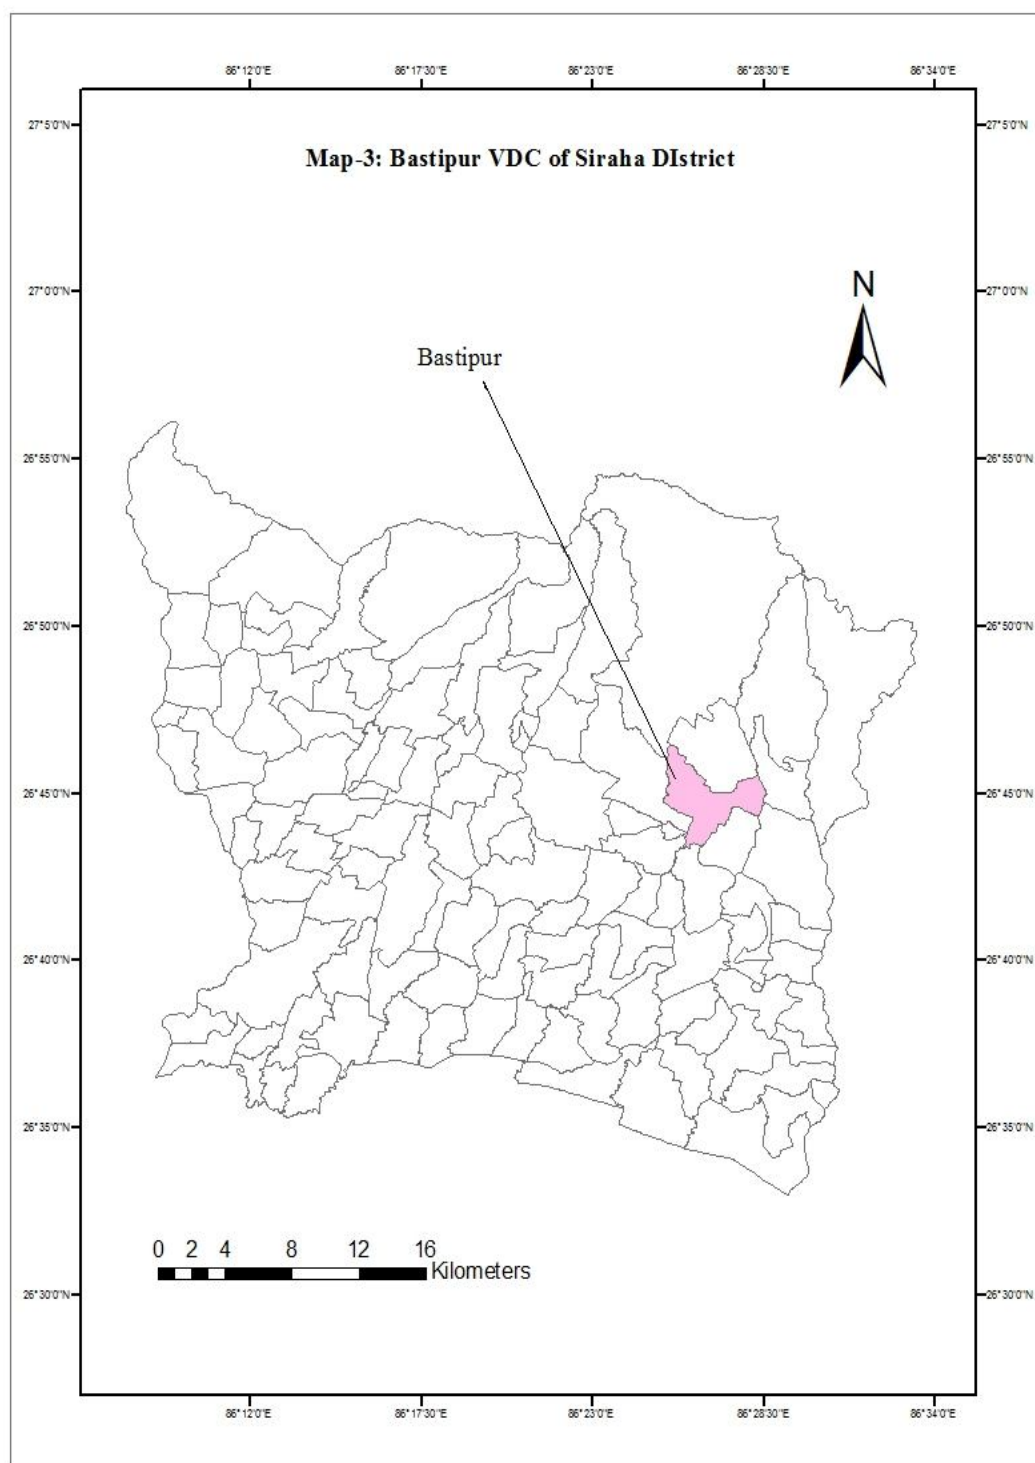 86°12'0"E 86°17'30"E 86°23'0"E 86°28'30"E 86°34'0"E
27°5'0"N 27°5'0"N
Map-3: Bastipur VDC of Siraha DIstrict
N
27°0'0"N 27°0'0"N
Bastipur
26°55'0"N 26°55'0"N
26°50'0"N 26°50'0"N
26°45'0"N 26°45'0"N
26°40'0"N 26°40'0"N
26°35'0"N 26°35'0"N
0 2 4 8 12 16
Kilometers
26°30'0"N 26°30'0"N
86°12'0"E 86°17'30"E 86°23'0"E 86°28'30"E 86°34'0"E